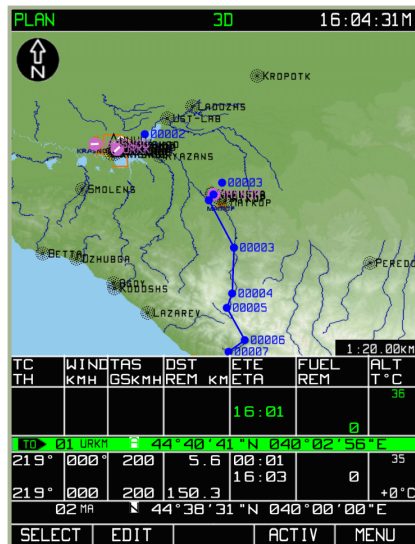 PLAN 3D 16:04:31M
N
KROPOTK
LADOZHS
UST-LAB
00002
RYAZANS
SMOLENS
00003
MAYKOP
00003
BETTA
DZHUBGA
PEREDO
00004
00005
LAZAREV
00006
00007
1:20.00KM
TC WIND TAS DST ETE FUEL ALT
TH KMH GSKMH REM KM ETA REM T°C
36
16:01
0
TO 01 URKM 44°40'41"N 040°02'56"E
219° 000° 200 5.6 00:01 35
16:03 0
219° 000 200 150.3 +0°C
02 MA 44°38'31"N 040°00'00"E
SELECT EDIT ACTIV MENU